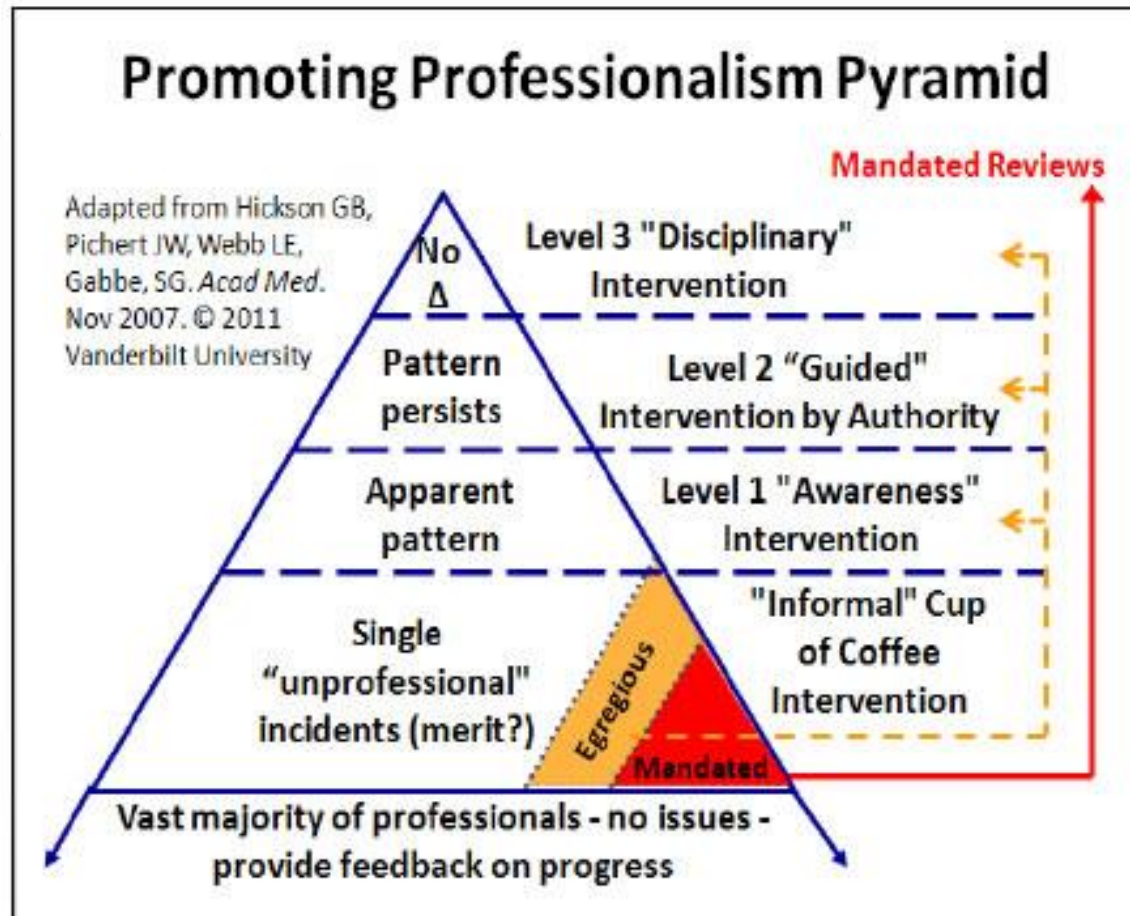 Promoting Professionalism Pyramid
Mandated Reviews
Adapted from Hickson GB,
Pichert JW, Webb LE,
Gabbe, SG. Acad Med.
Nov 2007. © 2011
Vanderbilt University
No
Δ
Level 3 "Disciplinary"
Intervention
Pattern
persists
Level 2 “Guided”
Intervention by Authority
Apparent
pattern
Level 1 "Awareness"
Intervention
Single
“unprofessional"
incidents (merit?)
Egregious
Mandated
"Informal" Cup
of Coffee
Intervention
Vast majority of professionals - no issues -
provide feedback on progress